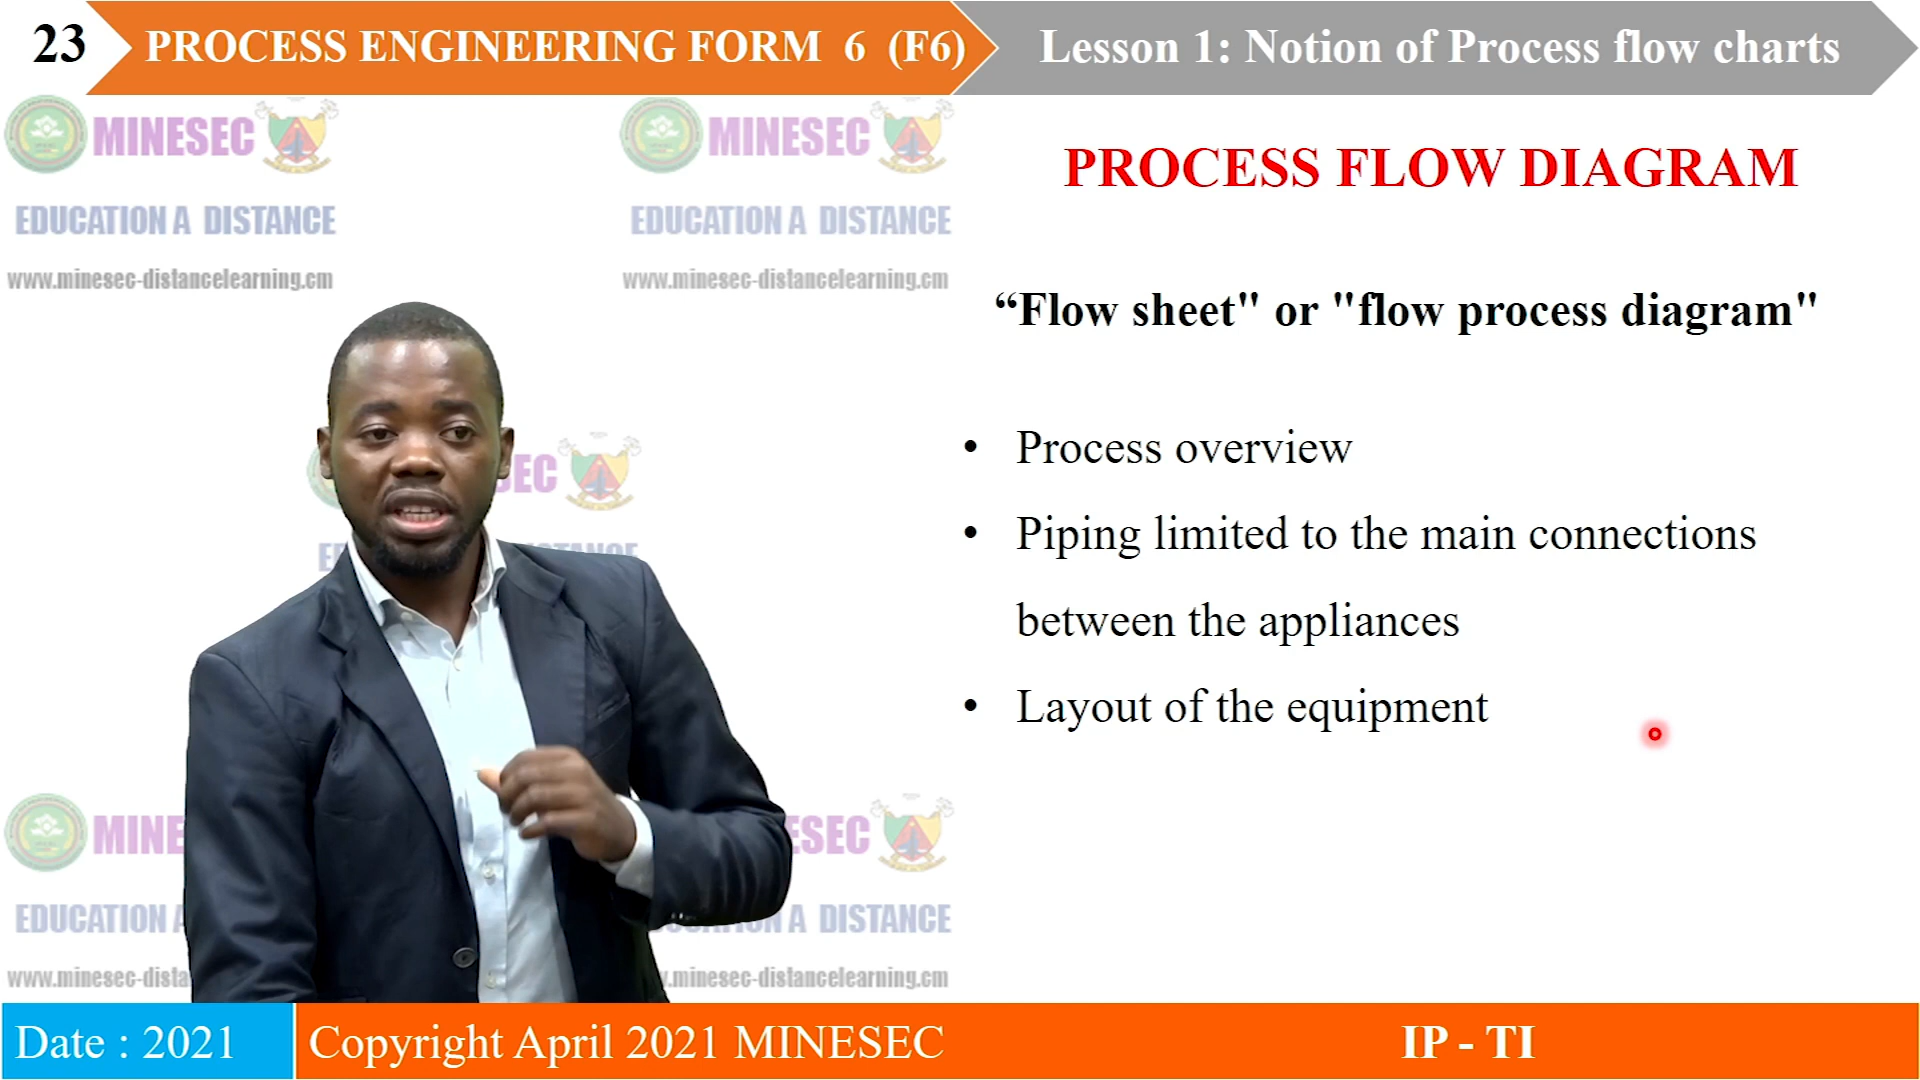 23
PROCESS ENGINEERING FORM 6 (F6)
Lesson 1: Notion of Process flow charts
MINESEC
EDUCATION A DISTANCE
www.minesec-distancelearning.cm
MINESEC
EDUCATION A DISTANCE
www.minesec-distancelearning.cm
PROCESS FLOW DIAGRAM
“Flow sheet" or "flow process diagram"
• Process overview
• Piping limited to the main connections
between the appliances
• Layout of the equipment
SEC
MINE
EDUCATION A
www.minesec-dista
ESEC
EDUCATION A DISTANCE
.minesec-distancelearning.cm
Date : 2021
Copyright April 2021 MINESEC
IP - TI